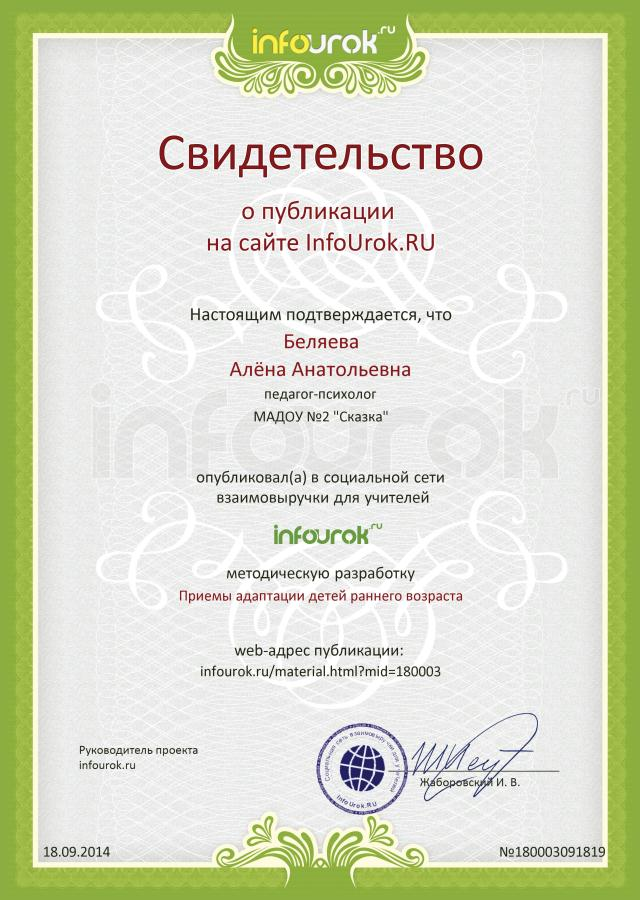 infourok.ru
Свидетельство
о публикации
на сайте InfoUrok.RU
Настоящим подтверждается, что
Беляева
Алёна Анатольевна
педагог-психолог
МАДОУ №2 "Сказка"
infourok.ru
опубликовал(а) в социальной сети
взаимовыручки для учителей
infourok.ru
методическую разработку
Приемы адаптации детей раннего возраста
web-адрес публикации:
infourok.ru/material.html?mid=180003
Руководитель проекта
infourok.ru
Социальная сеть взаимовыручки для учителей
InfoUrok.RU
Жаборовский И. В.
18.09.2014
№180003091819